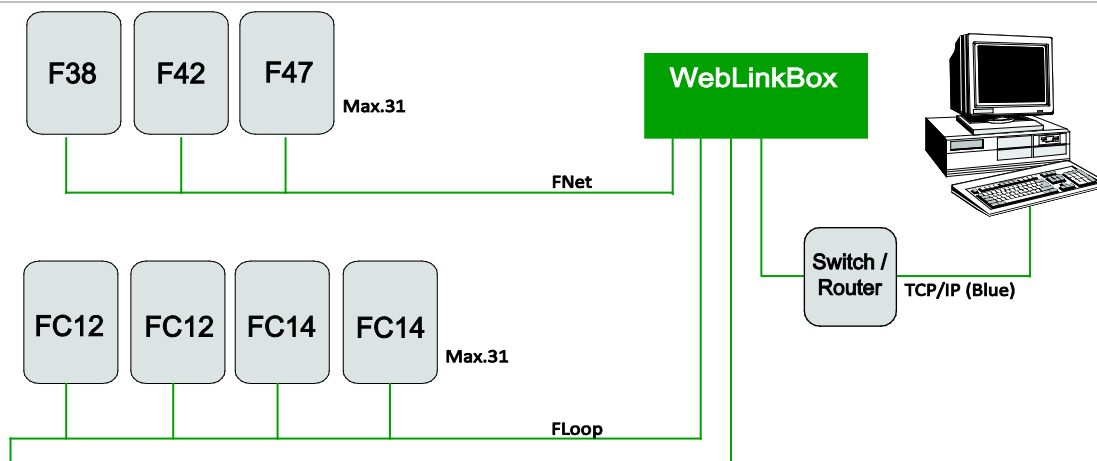 F38
F42
F47
Max.31
WebLinkBox
FNet
Switch /
Router
TCP/IP (Blue)
FC12
FC12
FC14
FC14
Max.31
FLoop